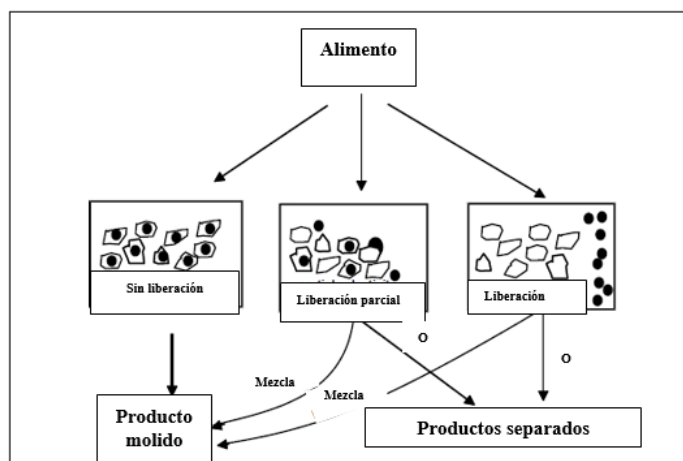 Alimento
Sin liberación
Liberación parcial
Liberación
O
O
Mezcla
Mezcla
Producto
molido
Productos separados